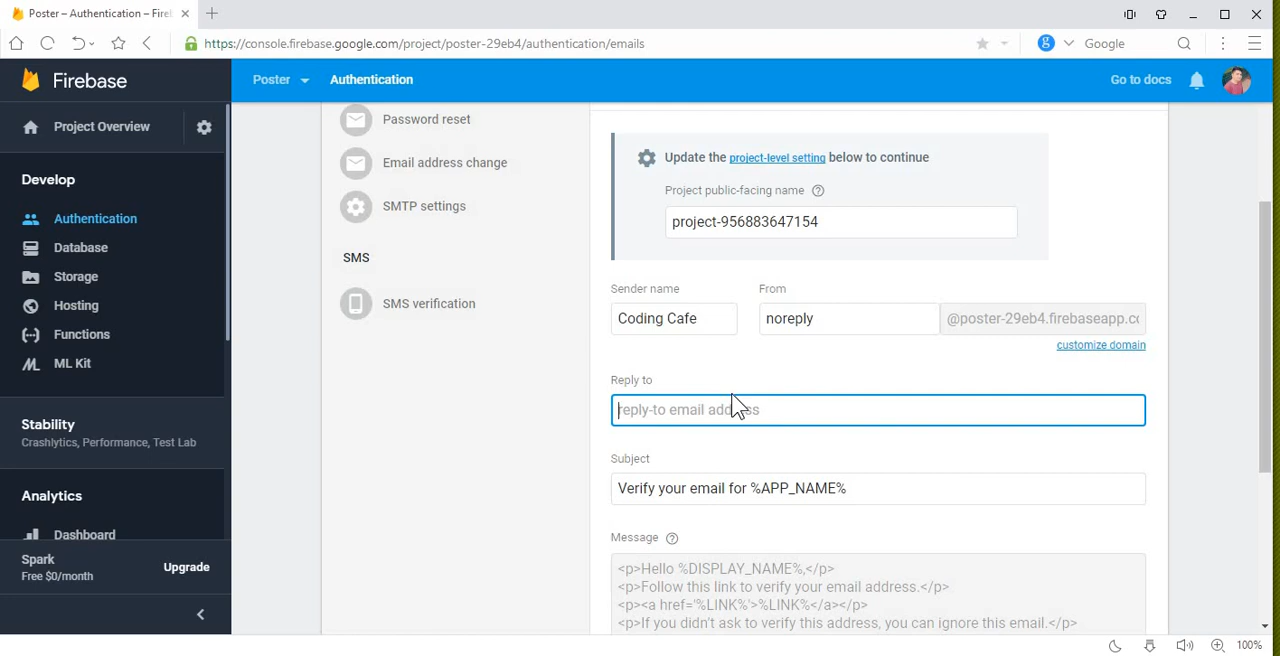 Poster – Authentication – Fire
https://console.firebase.google.com/project/poster-29eb4/authentication/emails
Google
Firebase
Poster
Authentication
Go to docs
Project Overview
Develop
Authentication
Database
Storage
Hosting
Functions
ML Kit
Stability
Crashlytics, Performance, Test Lab
Analytics
Dashboard
Spark
Free $0/month
Upgrade
Password reset
Email address change
SMTP settings
SMS
SMS verification
Update the project-level setting below to continue
Project public-facing name
project-956883647154
Sender name
From
Coding Cafe
noreply
@poster-29eb4.firebaseapp.co
customize domain
Reply to
reply-to email address
Subject
Verify your email for %APP_NAME%
Message
<p>Hello %DISPLAY_NAME%,</p>
<p>Follow this link to verify your email address.</p>
<p><a href='%LINK%'>%LINK%</a></p>
<p>If you didn't ask to verify this address, you can ignore this email.</p>
100%